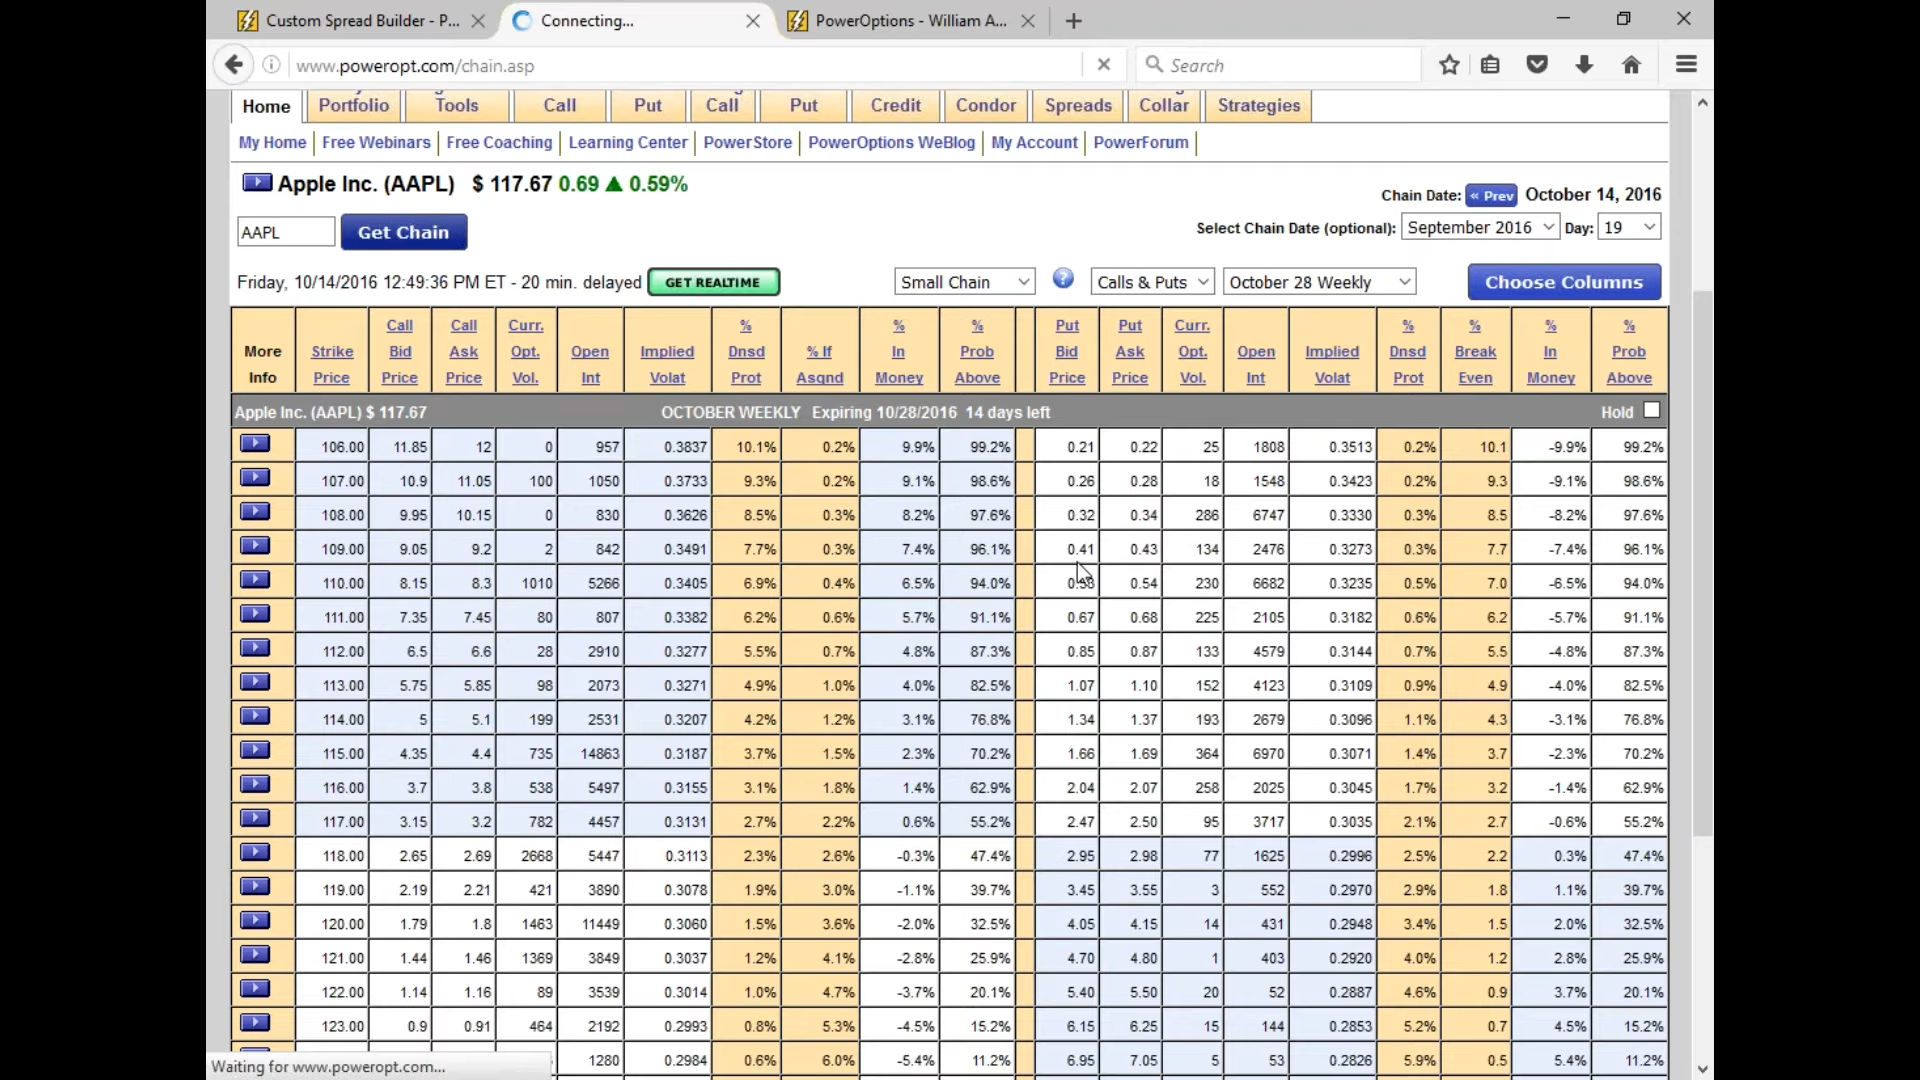 Custom Spread Builder - P...
Connecting...
PowerOptions - William A...
www.poweropt.com/chain.asp
Search
Home Portfolio Tools Call Put Call Put Credit Condor Spreads Collar Strategies
My Home Free Webinars Free Coaching Learning Center PowerStore PowerOptions WeBlog My Account PowerForum
Apple Inc. (AAPL) $ 117.67 0.69 ▲ 0.59%
Chain Date: « Prev October 14, 2016
AAPL Get Chain
Select Chain Date (optional): September 2016 Day: 19
Friday, 10/14/2016 12:49:36 PM ET - 20 min. delayed GET REALTIME Small Chain ? Calls & Puts October 28 Weekly Choose Columns
Call Call Curr. % % % Put Put Curr. % % % %
More Strike Bid Ask Opt. Open Implied Dnsd % If In Prob Bid Ask Opt. Open Implied Dnsd Break In Prob
Info Price Price Price Vol. Int Volat Prot Asqnd Money Above Price Price Vol. Int Volat Prot Even Money Above
Apple Inc. (AAPL) $ 117.67 OCTOBER WEEKLY Expiring 10/28/2016 14 days left Hold
106.00 11.85 12 0 957 0.3837 10.1% 0.2% 9.9% 99.2% 0.21 0.22 25 1808 0.3513 0.2% 10.1 -9.9% 99.2%
107.00 10.9 11.05 100 1050 0.3733 9.3% 0.2% 9.1% 98.6% 0.26 0.28 18 1548 0.3423 0.2% 9.3 -9.1% 98.6%
108.00 9.95 10.15 0 830 0.3626 8.5% 0.3% 8.2% 97.6% 0.32 0.34 286 6747 0.3330 0.3% 8.5 -8.2% 97.6%
109.00 9.05 9.2 2 842 0.3491 7.7% 0.3% 7.4% 96.1% 0.41 0.43 134 2476 0.3273 0.3% 7.7 -7.4% 96.1%
110.00 8.15 8.3 1010 5266 0.3405 6.9% 0.4% 6.5% 94.0% 0.54 230 6682 0.3235 0.5% 7.0 -6.5% 94.0%
111.00 7.35 7.45 80 807 0.3382 6.2% 0.6% 5.7% 91.1% 0.67 0.68 225 2105 0.3182 0.6% 6.2 -5.7% 91.1%
112.00 6.5 6.6 28 2910 0.3277 5.5% 0.7% 4.8% 87.3% 0.85 0.87 133 4579 0.3144 0.7% 5.5 -4.8% 87.3%
113.00 5.75 5.85 98 2073 0.3271 4.9% 1.0% 4.0% 82.5% 1.07 1.10 152 4123 0.3109 0.9% 4.9 -4.0% 82.5%
114.00 5 5.1 199 2531 0.3207 4.2% 1.2% 3.1% 76.8% 1.34 1.37 193 2679 0.3096 1.1% 4.3 -3.1% 76.8%
115.00 4.35 4.4 735 14863 0.3187 3.7% 1.5% 2.3% 70.2% 1.66 1.69 364 6970 0.3071 1.4% 3.7 -2.3% 70.2%
116.00 3.7 3.8 538 5497 0.3155 3.1% 1.8% 1.4% 62.9% 2.04 2.07 258 2025 0.3045 1.7% 3.2 -1.4% 62.9%
117.00 3.15 3.2 782 4457 0.3131 2.7% 2.2% 0.6% 55.2% 2.47 2.50 95 3717 0.3035 2.1% 2.7 -0.6% 55.2%
118.00 2.65 2.69 2668 5447 0.3113 2.3% 2.6% -0.3% 47.4% 2.95 2.98 77 1625 0.2996 2.5% 2.2 0.3% 47.4%
119.00 2.19 2.21 421 3890 0.3078 1.9% 3.0% -1.1% 39.7% 3.45 3.55 3 552 0.2970 2.9% 1.8 1.1% 39.7%
120.00 1.79 1.8 1463 11449 0.3060 1.5% 3.6% -2.0% 32.5% 4.05 4.15 14 431 0.2948 3.4% 1.5 2.0% 32.5%
121.00 1.44 1.46 1369 3849 0.3037 1.2% 4.1% -2.8% 25.9% 4.70 4.80 1 403 0.2920 4.0% 1.2 2.8% 25.9%
122.00 1.14 1.16 89 3539 0.3014 1.0% 4.7% -3.7% 20.1% 5.40 5.50 20 52 0.2887 4.6% 0.9 3.7% 20.1%
123.00 0.9 0.91 464 2192 0.2993 0.8% 5.3% -4.5% 15.2% 6.15 6.25 15 144 0.2853 5.2% 0.7 4.5% 15.2%
1280 0.2984 0.6% 6.0% -5.4% 11.2% 6.95 7.05 5 53 0.2826 5.9% 0.5 5.4% 11.2%
Waiting for www.poweropt.com...